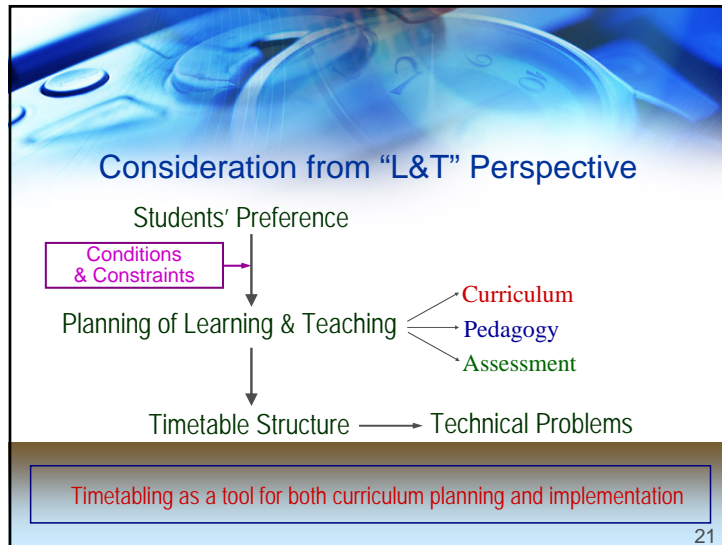 Consideration from “L&T” Perspective
Students’ Preference
Conditions
& Constraints
Planning of Learning & Teaching
Curriculum
Pedagogy
Assessment
Timetable Structure
Technical Problems
Timetabling as a tool for both curriculum planning and implementation
21